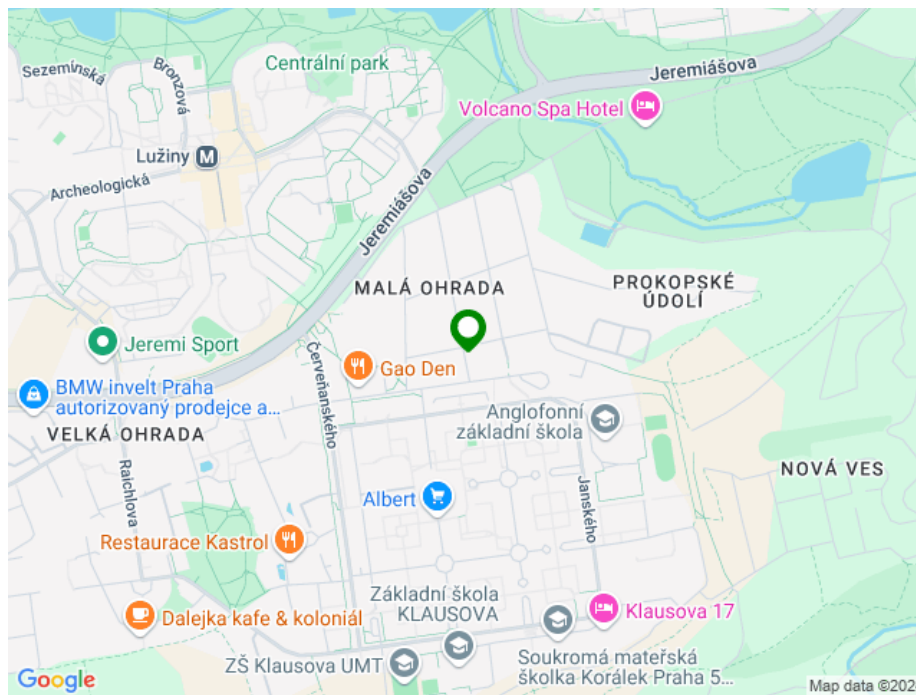 Sezemínská
Bronzová
Centrální park
Jeremiášova
Volcano Spa Hotel
Lužiny M
Archeologická
Jeremiášova
MALÁ OHRADA
PROKOPSKÉ
ÚDOLÍ
Jeremi Sport
Červeňanského
Gao Den
BMW invelt Praha
autorizovaný prodejce a...
VELKÁ OHRADA
Anglofonní
základní škola
Raichlova
NOVÁ VES
Albert
Janského
Restaurace Kastrol
Základní škola
KLAUSOVA
Klausova 17
Dalejka kafe & koloniál
ZŠ Klausova UMT
Soukromá mateřská
školka Korálek Praha 5...
Google
Map data ©202